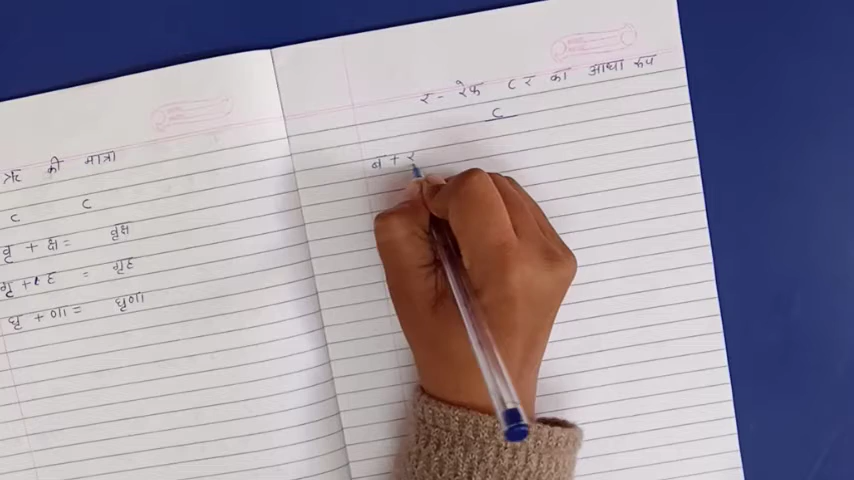 ऋ की मात्रा
c c
वृ + क्ष = वृक्ष
गृ + ह = गृह
घृ + णा = घृणा
र - रेफ c र का आधा रूप
c
ब + र